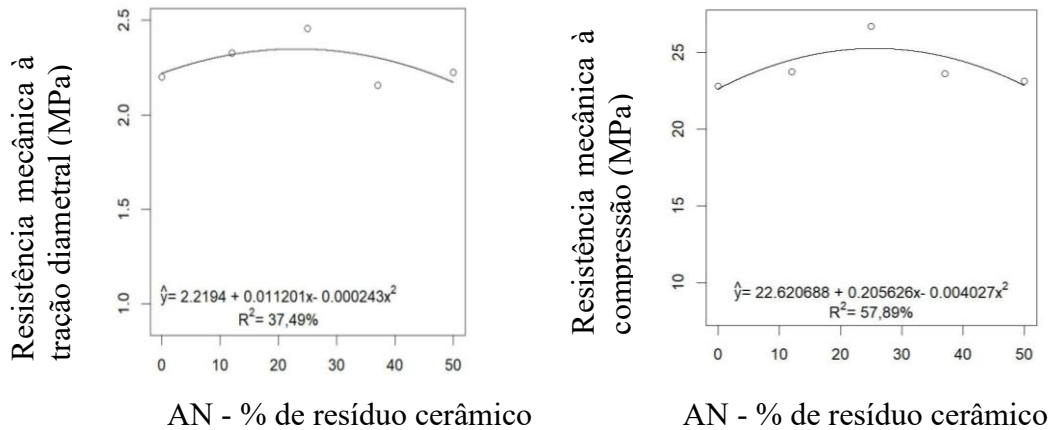 Resistência mecânica à
tração diametral (MPa)
2.5
2.0
1.5
1.0
ŷ= 2.2194 + 0.011201x- 0.000243x²
R²= 37,49%
0 10 20 30 40 50
AN - % de resíduo cerâmico
Resistência mecânica à
compressão (MPa)
25
20
15
10
ŷ= 22.620688 + 0.205626x- 0.004027x²
R²= 57,89%
0 10 20 30 40 50
AN - % de resíduo cerâmico